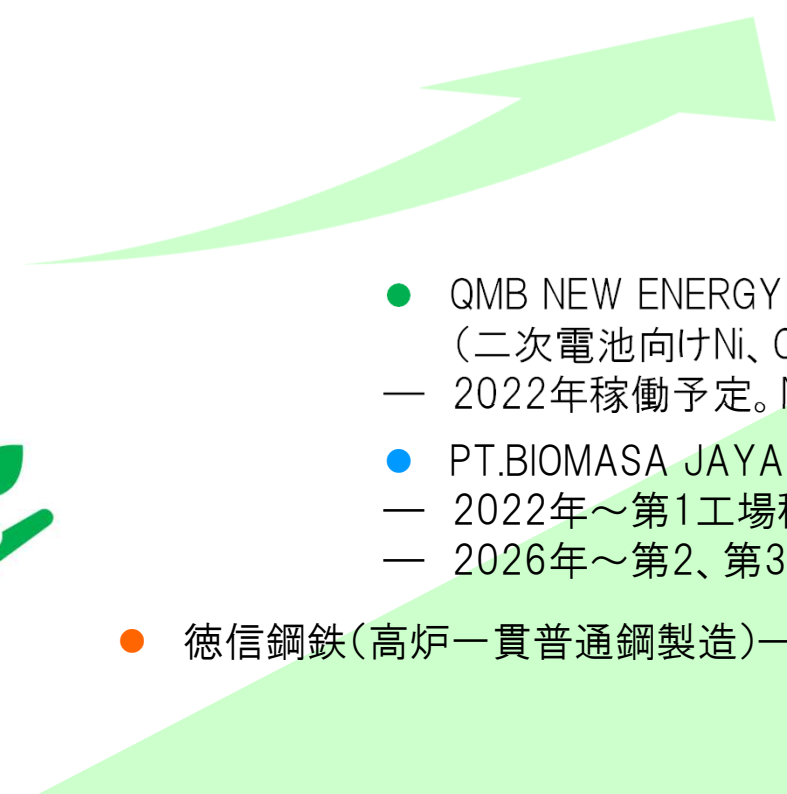 ● QMB NEW ENERGY
（二次電池向けNi、
― 2022年稼働予定。
● PT.BIOMASA JAYA
― 2022年～第1工場
― 2026年～第2、第3
● 徳信鋼鉄（高炉一貫普通鋼製造）―